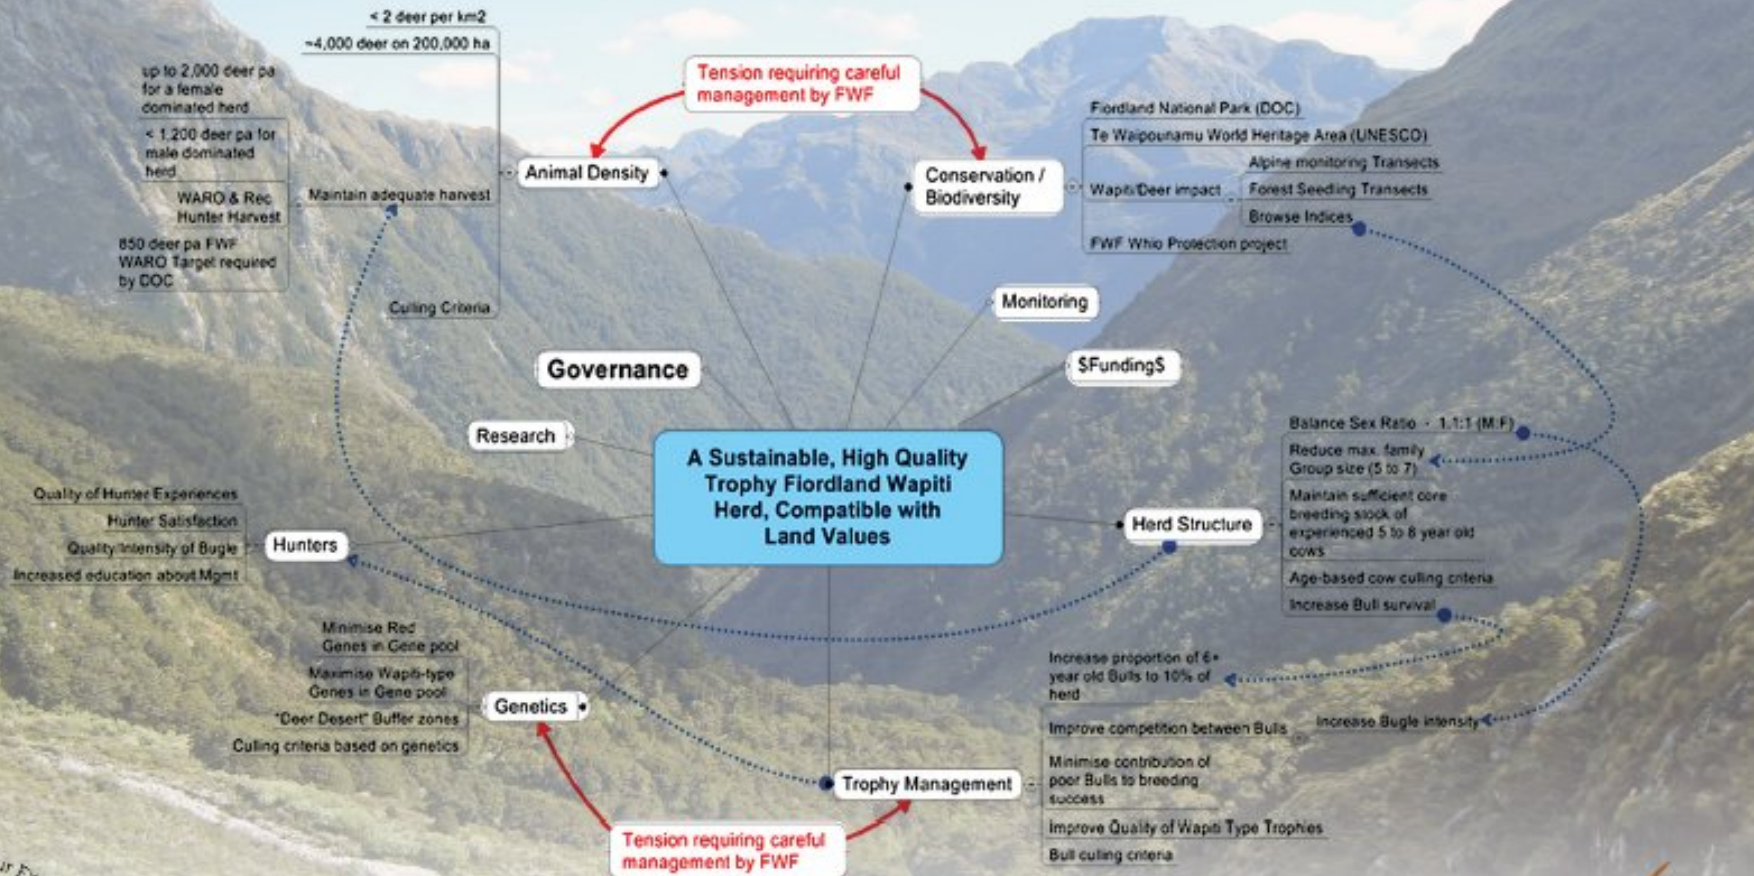 < 2 deer per km2
~4,000 deer on 200,000 ha
up to 2,000 deer pa
for a female
dominated herd
< 1,200 deer pa for
male dominated
herd
WARO & Rec
Hunter Harvest
850 deer pa FWF
WARO Target required
by DOC
Maintain adequate harvest
Culling Criteria
Animal Density
Tension requiring careful
management by FWF
Conservation /
Biodiversity
Fiordland National Park (DOC)
Te Waipounamu World Heritage Area (UNESCO)
Wapiti/Deer impact
Alpine monitoring Transects
Forest Seedling Transects
Browse Indices
FWF Whio Protection project
Monitoring
$Funding$
Governance
Research
A Sustainable, High Quality
Trophy Fiordland Wapiti
Herd, Compatible with
Land Values
Hunters
Quality of Hunter Experiences
Hunter Satisfaction
Quality/Intensity of Bugle
Increased education about Mgmt
Herd Structure
Balance Sex Ratio - 1.1:1 (M:F)
Reduce max. family
Group size (5 to 7)
Maintain sufficient core
breeding stock of
experienced 5 to 8 year old
cows
Age-based cow culling criteria
Increase Bull survival
Genetics
Minimise Red
Genes in Gene pool
Maximise Wapiti-type
Genes in Gene pool
"Deer Desert" Buffer zones
Culling criteria based on genetics
Trophy Management
Increase proportion of 6+
year old Bulls to 10% of
herd
Improve competition between Bulls
Increase Bugle intensity
Minimise contribution of
poor Bulls to breeding
success
Improve Quality of Wapiti Type Trophies
Bull culling criteria
Tension requiring careful
management by FWF